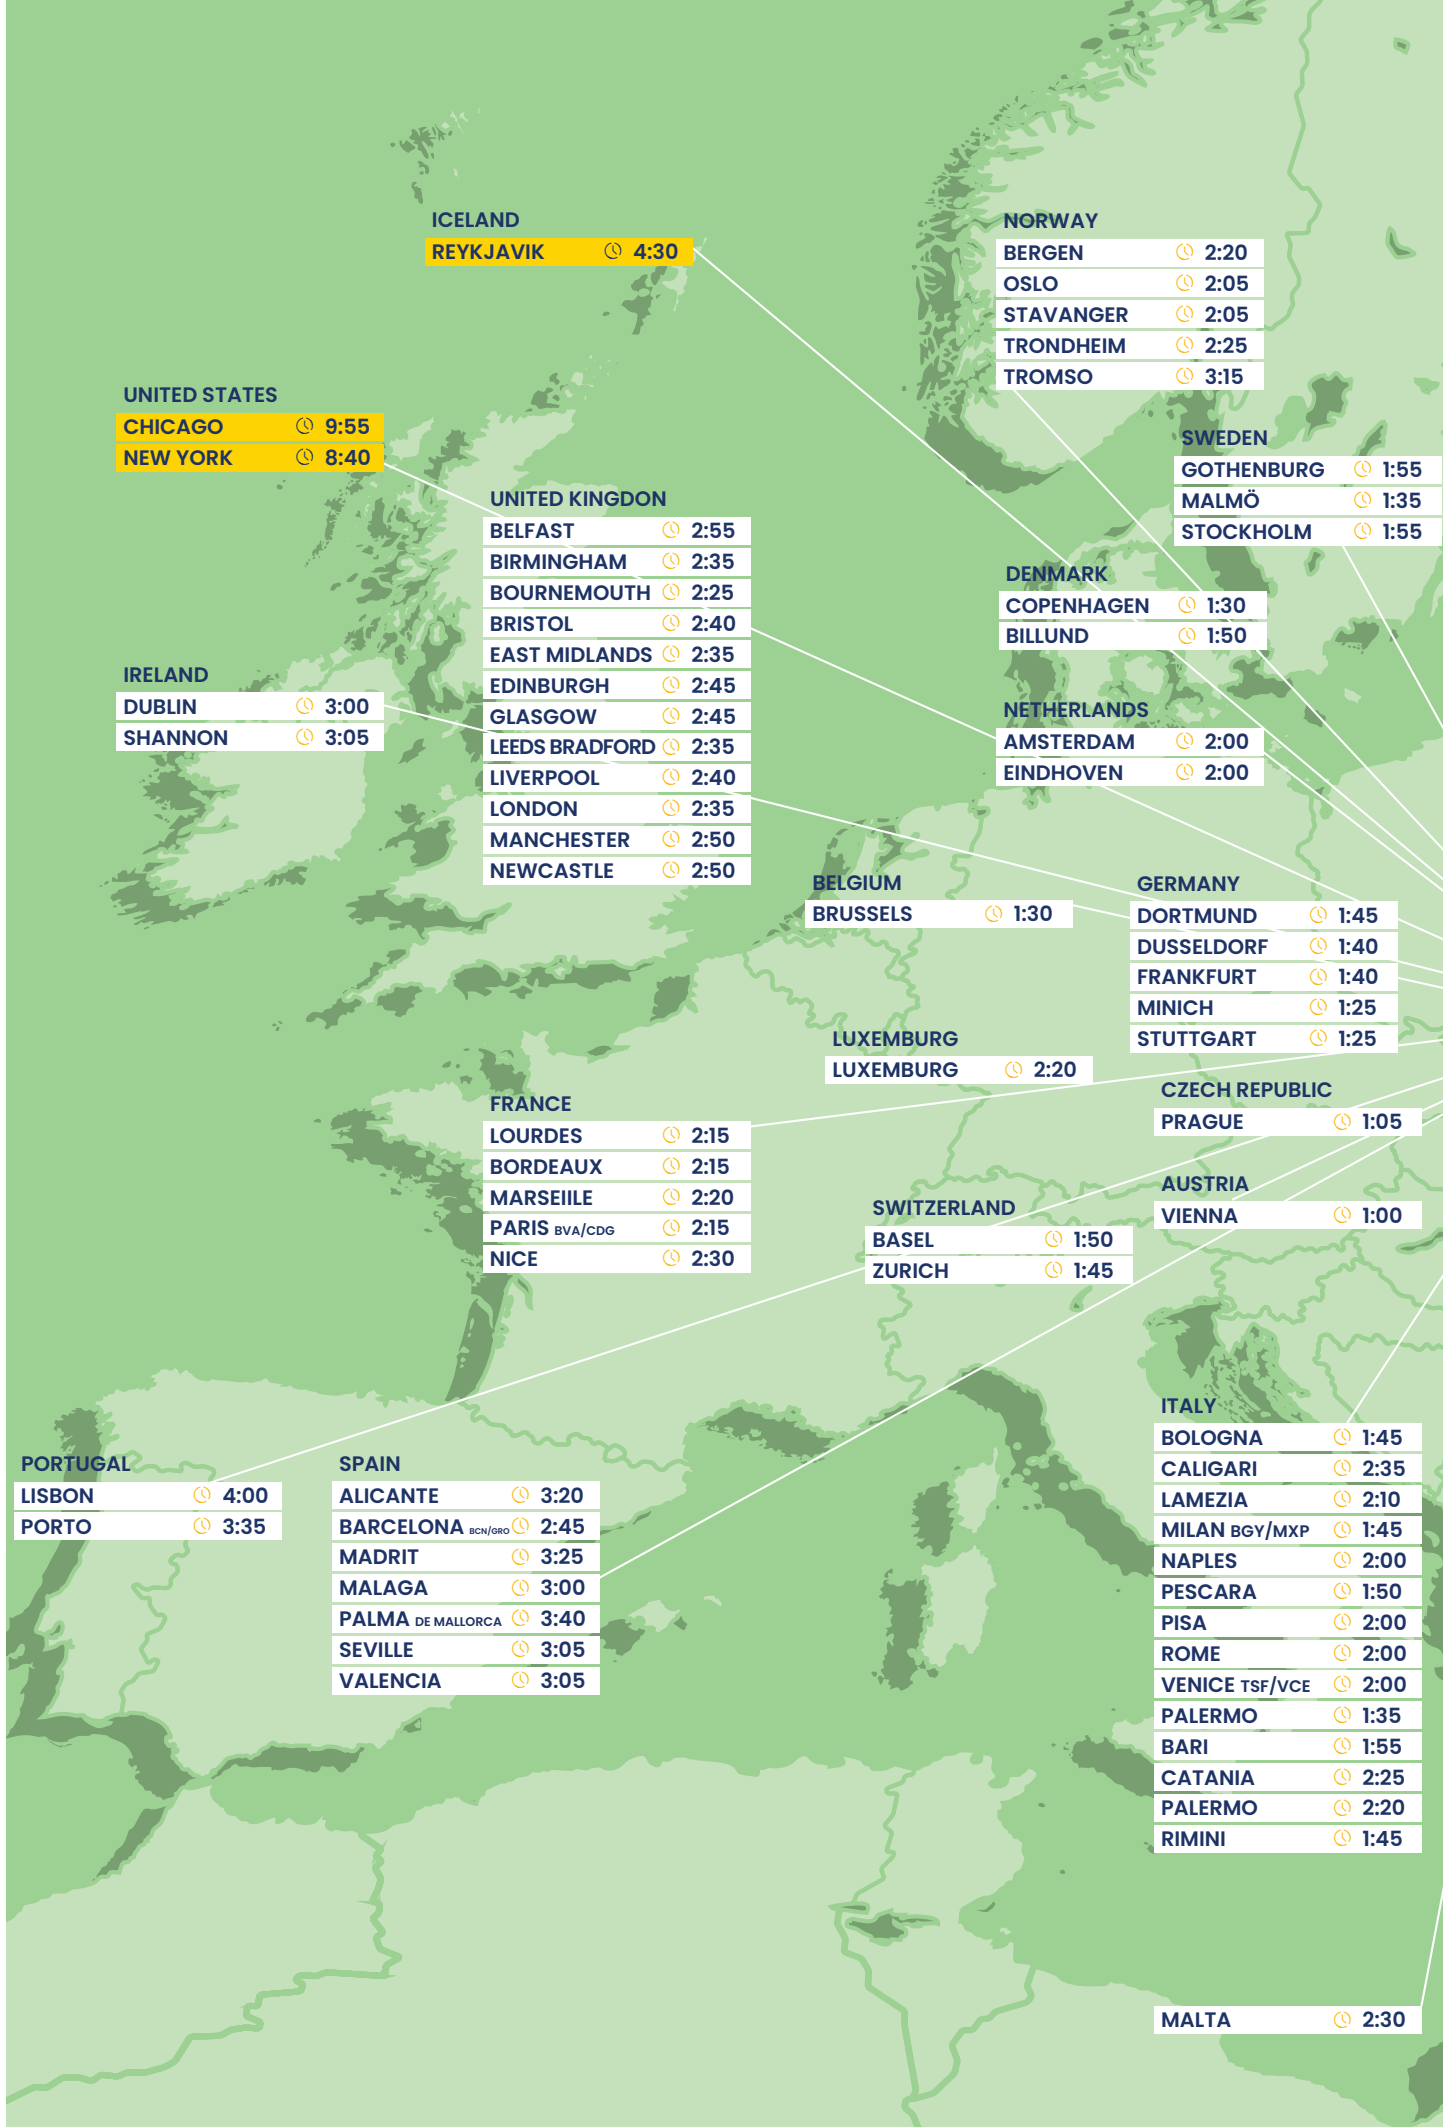 ICELAND
REYKJAVIK 4:30
NORWAY
BERGEN 2:20
OSLO 2:05
STAVANGER 2:05
TRONDHEIM 2:25
TROMSO 3:15
UNITED STATES
CHICAGO 9:55
NEW YORK 8:40
SWEDEN
GOTHENBURG 1:55
MALMÖ 1:35
STOCKHOLM 1:55
UNITED KINGDON
BELFAST 2:55
BIRMINGHAM 2:35
BOURNEMOUTH 2:25
BRISTOL 2:40
EAST MIDLANDS 2:35
EDINBURGH 2:45
GLASGOW 2:45
LEEDS BRADFORD 2:35
LIVERPOOL 2:40
LONDON 2:35
MANCHESTER 2:50
NEWCASTLE 2:50
DENMARK
COPENHAGEN 1:30
BILLUND 1:50
IRELAND
DUBLIN 3:00
SHANNON 3:05
NETHERLANDS
AMSTERDAM 2:00
EINDHOVEN 2:00
BELGIUM
BRUSSELS 1:30
GERMANY
DORTMUND 1:45
DUSSELDORF 1:40
FRANKFURT 1:40
MINICH 1:25
STUTTGART 1:25
LUXEMBURG
LUXEMBURG 2:20
CZECH REPUBLIC
PRAGUE 1:05
FRANCE
LOURDES 2:15
BORDEAUX 2:15
MARSEIILE 2:20
PARIS BVA/CDG 2:15
NICE 2:30
AUSTRIA
VIENNA 1:00
SWITZERLAND
BASEL 1:50
ZURICH 1:45
PORTUGAL
LISBON 4:00
PORTO 3:35
SPAIN
ALICANTE 3:20
BARCELONA BCN/GRO 2:45
MADRIT 3:25
MALAGA 3:00
PALMA DE MALLORCA 3:40
SEVILLE 3:05
VALENCIA 3:05
ITALY
BOLOGNA 1:45
CALIGARI 2:35
LAMEZIA 2:10
MILAN BGY/MXP 1:45
NAPLES 2:00
PESCARA 1:50
PISA 2:00
ROME 2:00
VENICE TSF/VCE 2:00
PALERMO 1:35
BARI 1:55
CATANIA 2:25
PALERMO 2:20
RIMINI 1:45
MALTA 2:30